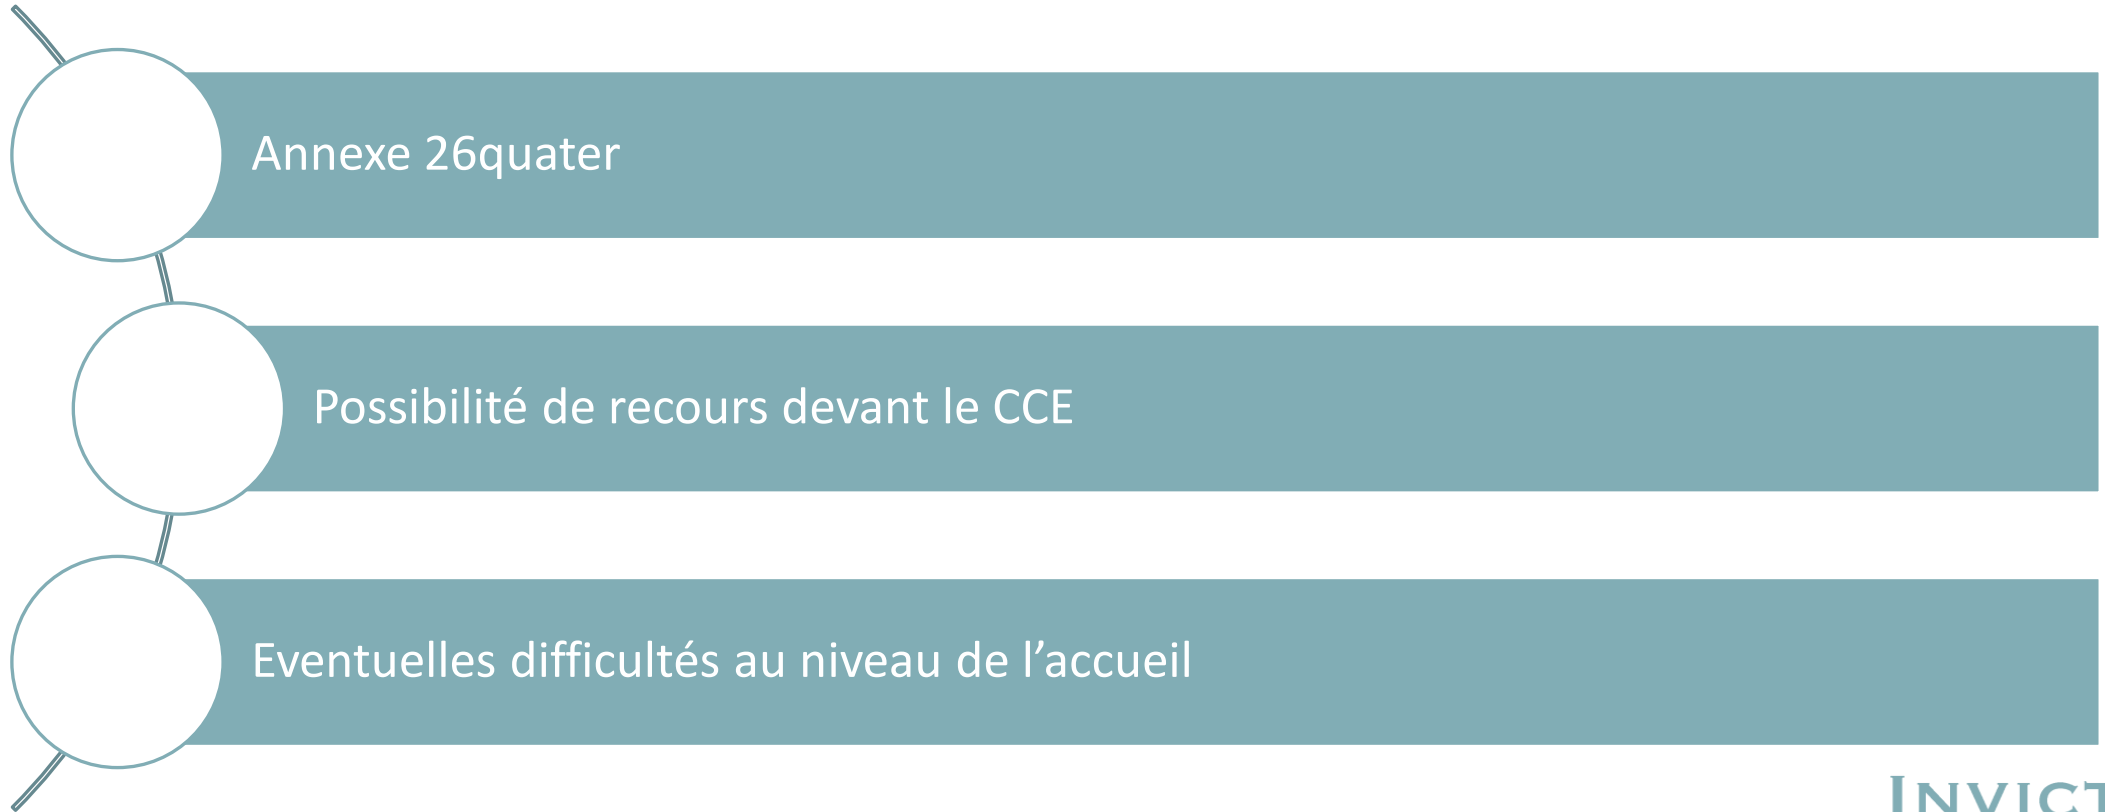 Annexe 26quater
Possibilité de recours devant le CCE
Eventuelles difficultés au niveau de l’accueil